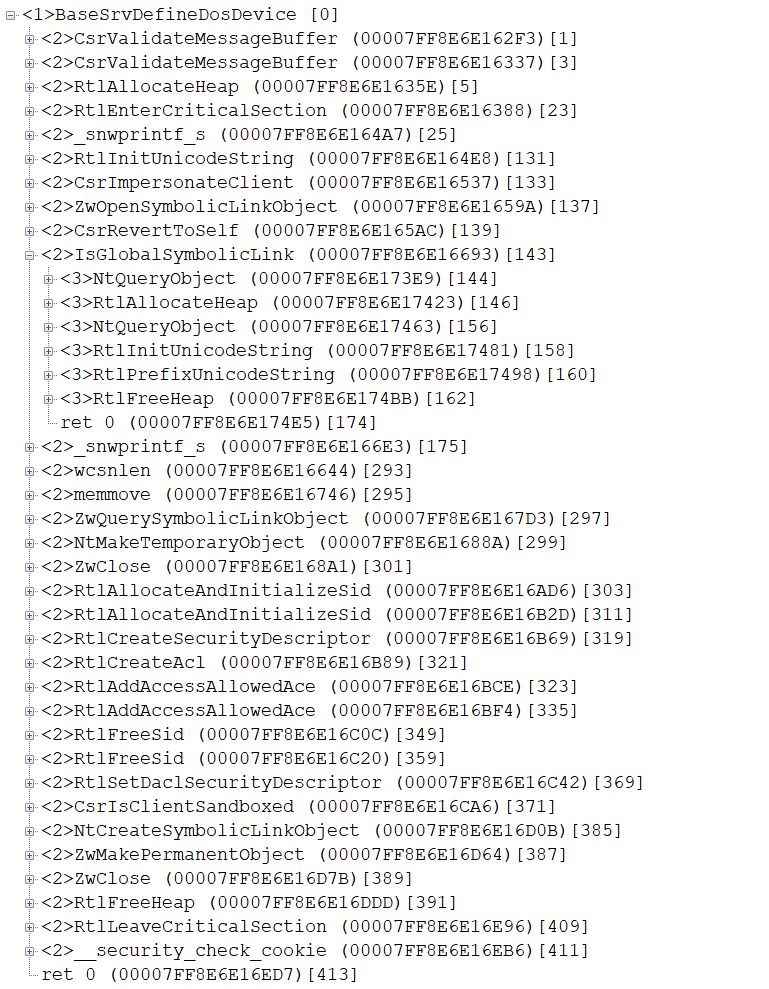 <1>BaseSrvDefineDosDevice [0]
<2>CsrValidateMessageBuffer (00007FF8E6E162F3)[1]
<2>CsrValidateMessageBuffer (00007FF8E6E16337)[3]
<2>RtlAllocateHeap (00007FF8E6E1635E)[5]
<2>RtlEnterCriticalSection (00007FF8E6E16388)[23]
<2>_snwprintf_s (00007FF8E6E164A7)[25]
<2>RtlInitUnicodeString (00007FF8E6E164E8)[131]
<2>CsrImpersonateClient (00007FF8E6E16537)[133]
<2>ZwOpenSymbolicLinkObject (00007FF8E6E1659A)[137]
<2>CsrRevertToSelf (00007FF8E6E165AC)[139]
<2>IsGlobalSymbolicLink (00007FF8E6E16693)[143]
<3>NtQueryObject (00007FF8E6E173E9)[144]
<3>RtlAllocateHeap (00007FF8E6E17423)[146]
<3>NtQueryObject (00007FF8E6E17463)[156]
<3>RtlInitUnicodeString (00007FF8E6E17481)[158]
<3>RtlPrefixUnicodeString (00007FF8E6E17498)[160]
<3>RtlFreeHeap (00007FF8E6E174BB)[162]
ret 0 (00007FF8E6E174E5)[174]
<2>_snwprintf_s (00007FF8E6E166E3)[175]
<2>wcsnlen (00007FF8E6E16644)[293]
<2>memmove (00007FF8E6E16746)[295]
<2>ZwQuerySymbolicLinkObject (00007FF8E6E167D3)[297]
<2>NtMakeTemporaryObject (00007FF8E6E1688A)[299]
<2>ZwClose (00007FF8E6E168A1)[301]
<2>RtlAllocateAndInitializeSid (00007FF8E6E16AD6)[303]
<2>RtlAllocateAndInitializeSid (00007FF8E6E16B2D)[311]
<2>RtlCreateSecurityDescriptor (00007FF8E6E16B69)[319]
<2>RtlCreateAcl (00007FF8E6E16B89)[321]
<2>RtlAddAccessAllowedAce (00007FF8E6E16BCE)[323]
<2>RtlAddAccessAllowedAce (00007FF8E6E16BF4)[335]
<2>RtlFreeSid (00007FF8E6E16C0C)[349]
<2>RtlFreeSid (00007FF8E6E16C20)[359]
<2>RtlSetDaclSecurityDescriptor (00007FF8E6E16C42)[369]
<2>CsrIsClientSandboxed (00007FF8E6E16CA6)[371]
<2>NtCreateSymbolicLinkObject (00007FF8E6E16D0B)[385]
<2>ZwMakePermanentObject (00007FF8E6E16D64)[387]
<2>ZwClose (00007FF8E6E16D7B)[389]
<2>RtlFreeHeap (00007FF8E6E16DDD)[391]
<2>RtlLeaveCriticalSection (00007FF8E6E16E96)[409]
<2>__security_check_cookie (00007FF8E6E16EB6)[411]
ret 0 (00007FF8E6E16ED7)[413]